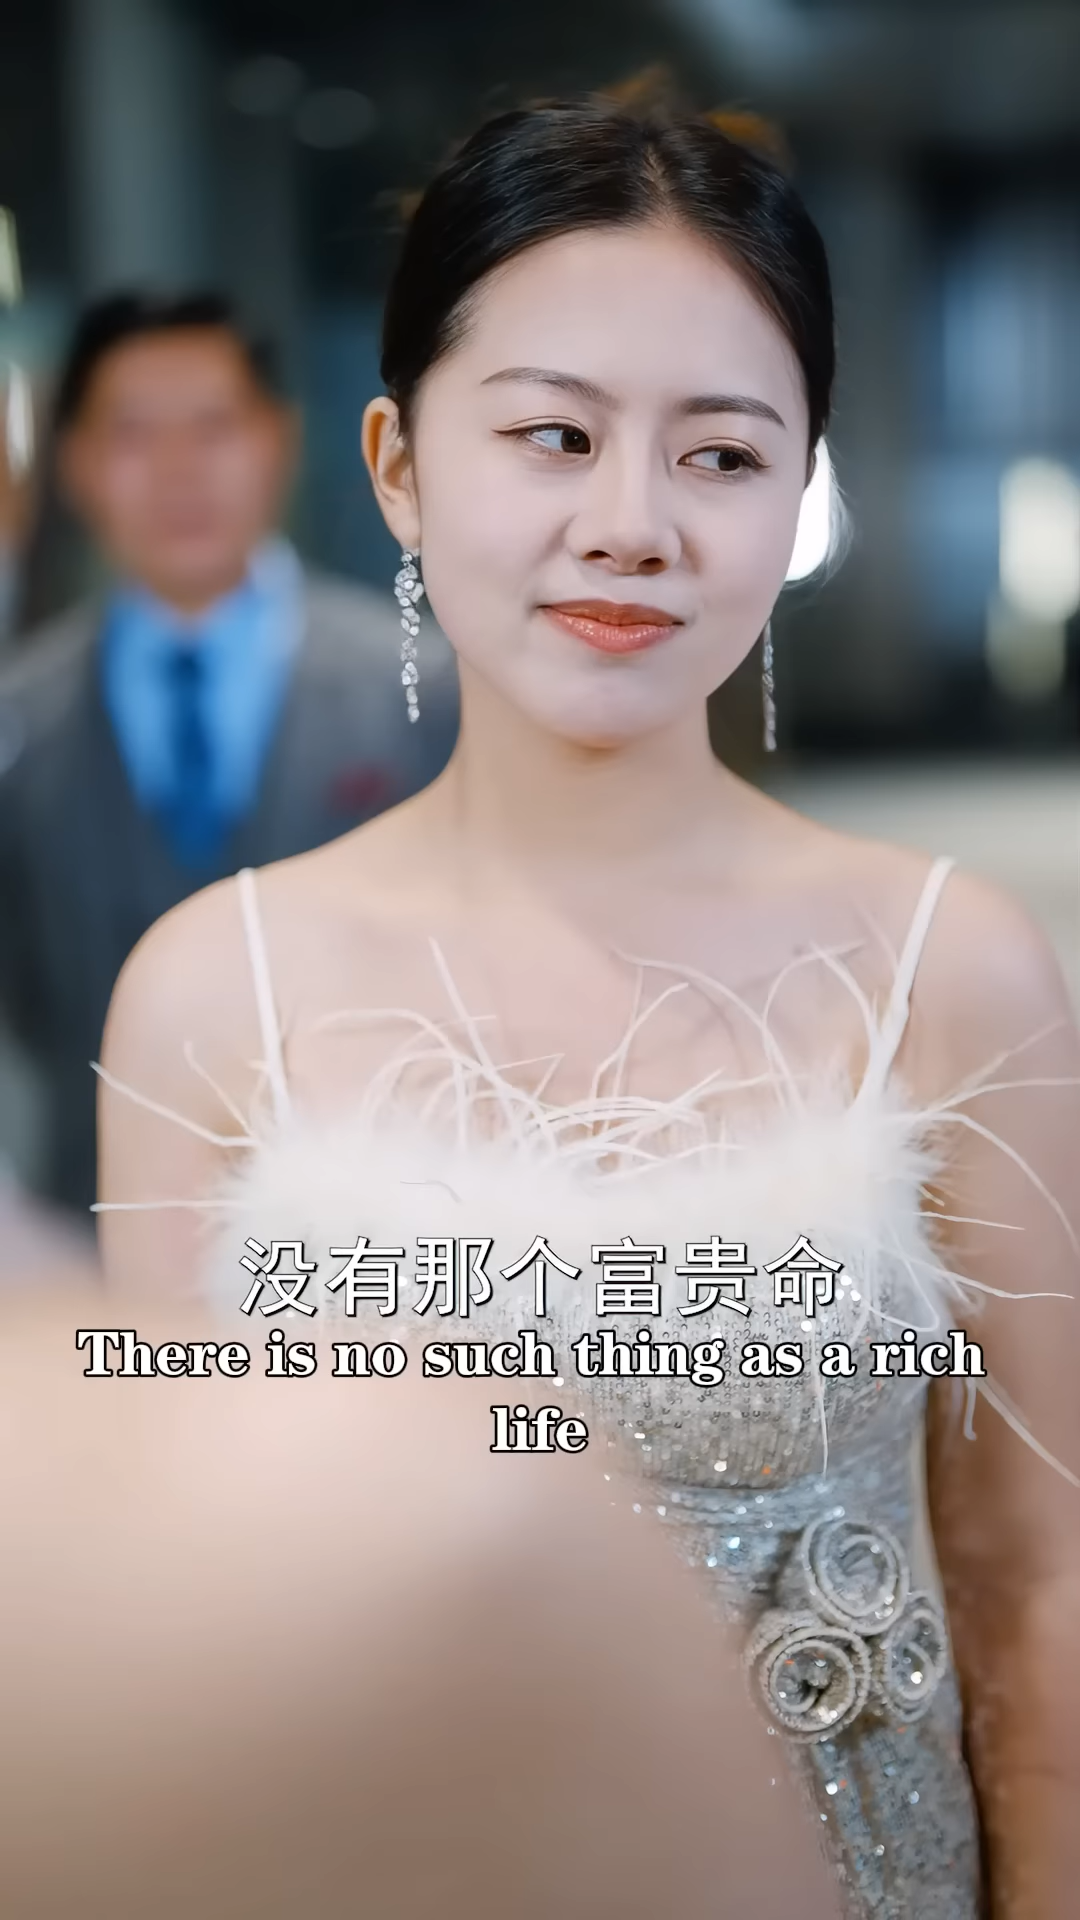 没有那个富贵命
There is no such thing as a rich
life